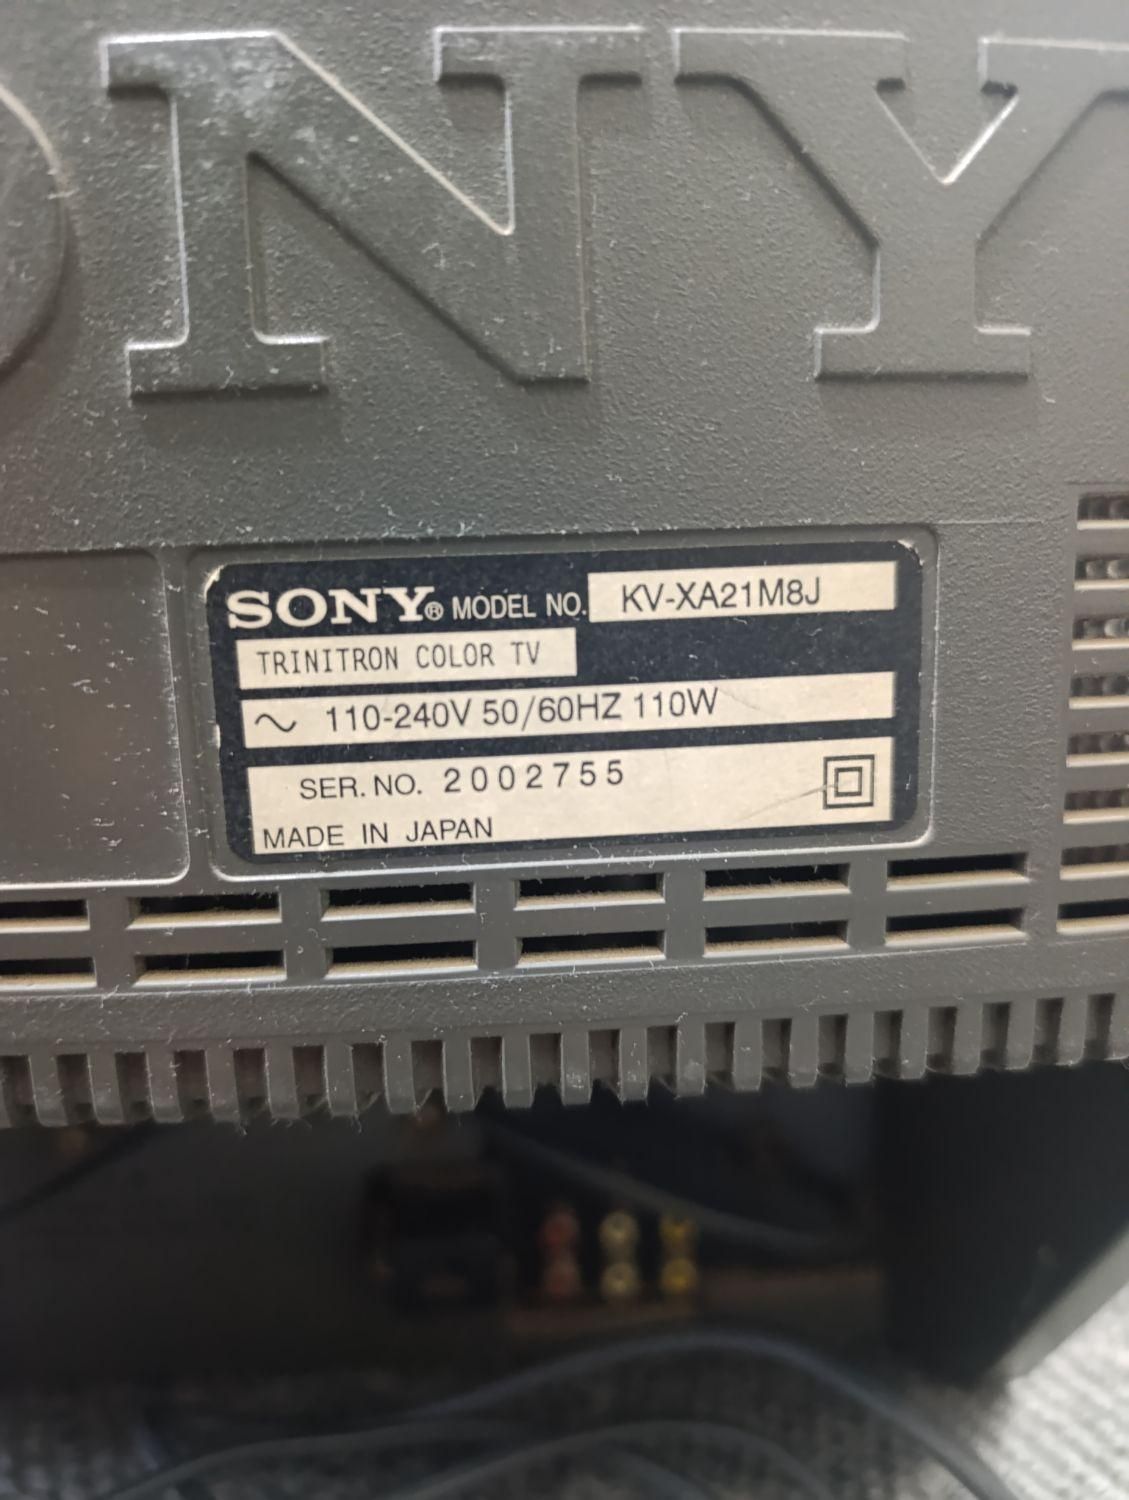 SONY
SONY® MODEL NO. KV-XA21M8J
TRINITRON COLOR TV
~ 110-240V 50/60HZ 110W
SER. NO. 2002755
MADE IN JAPAN